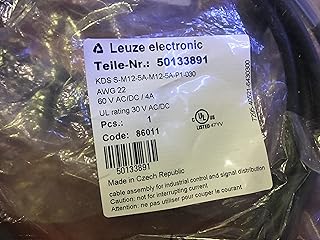 Leuze electronic
Teile-Nr.: 50133891
KDS S-M12-5A-M12-5A-P1-030
AWG 22
60 V AC/DC / 4A
UL rating 30 V AC/DC
Pcs.: 1
Code: 86011
50133891
LISTED 47YV
Made in Czech Republic
cable assembly for industrial control and signal distribution
Caution: not for interrupting current.
Attention: ne pas utiliser pour couper le courant.